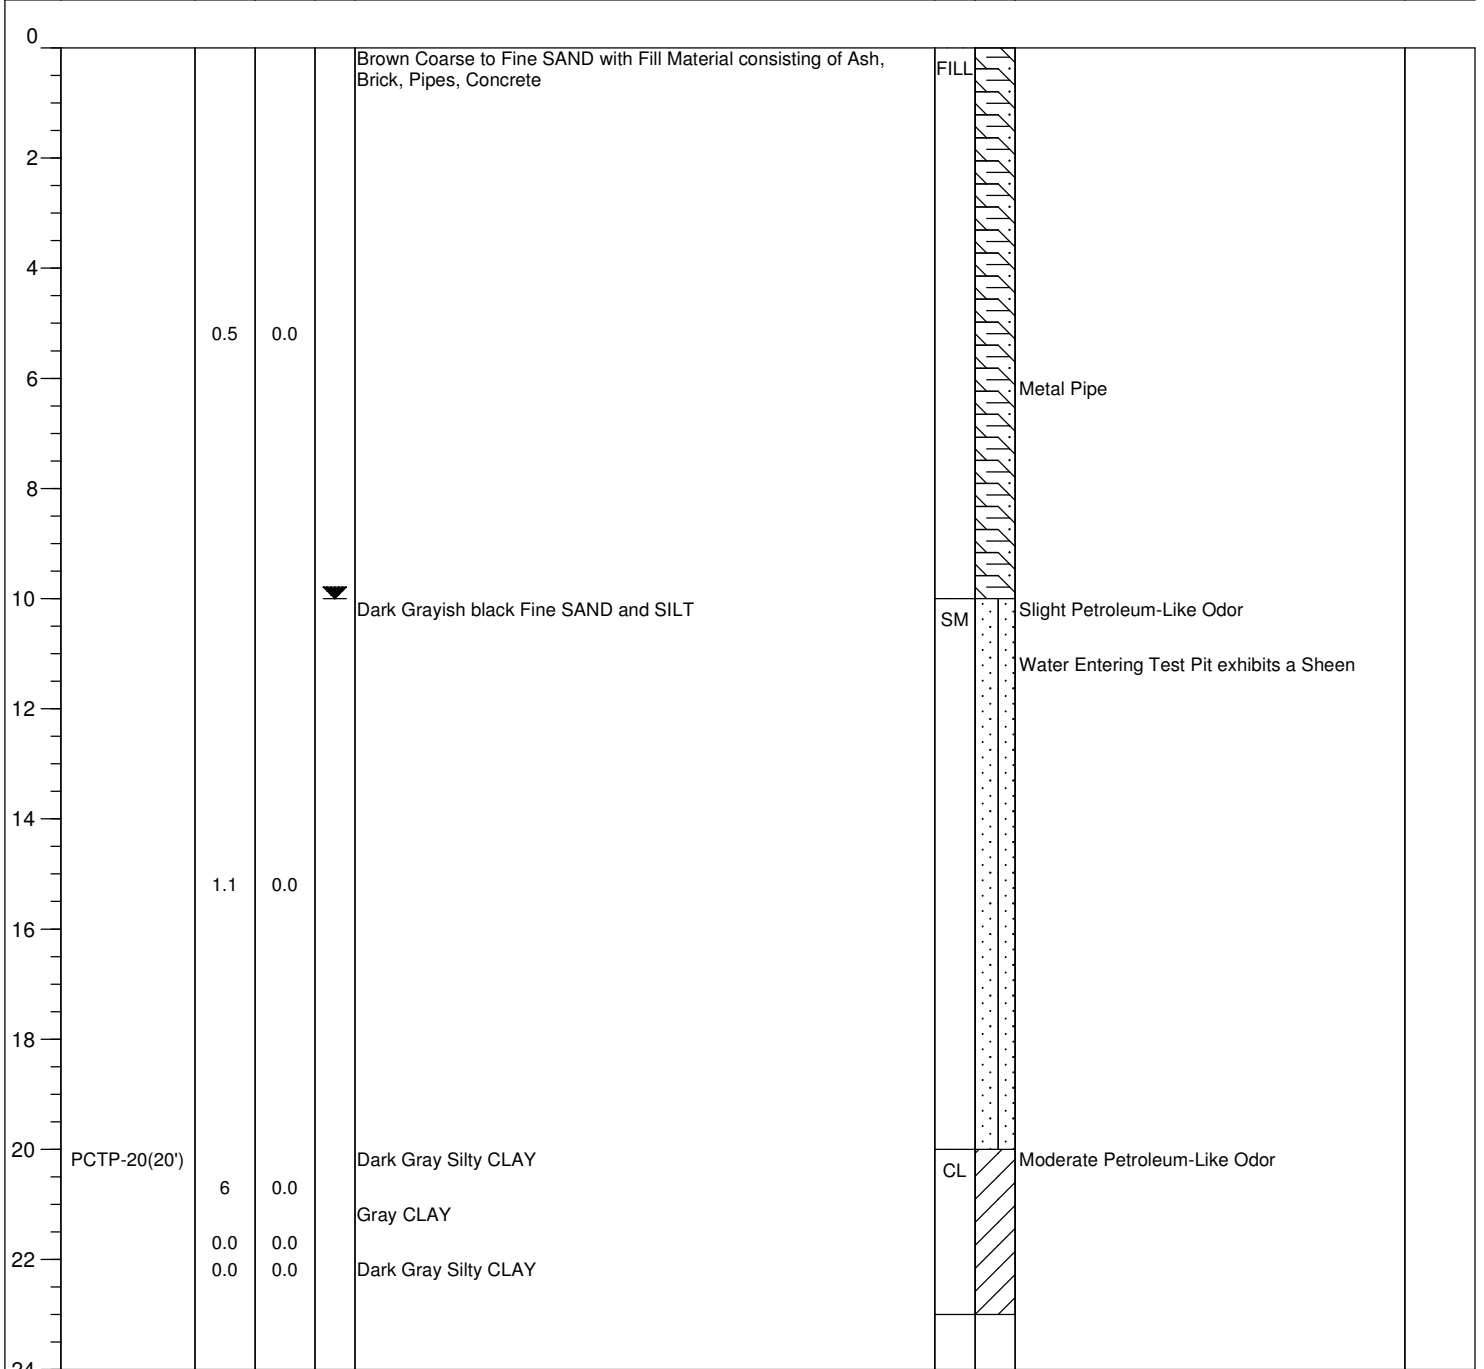 0
Brown Coarse to Fine SAND with Fill Material consisting of Ash,
Brick, Pipes, Concrete
FILL
2
4
0.5 0.0
6
Metal Pipe
8
10
Dark Grayish black Fine SAND and SILT
SM
Slight Petroleum-Like Odor
Water Entering Test Pit exhibits a Sheen
12
14
1.1 0.0
16
18
20
PCTP-20(20')
Dark Gray Silty CLAY
CL
Moderate Petroleum-Like Odor
6 0.0
Gray CLAY
0.0 0.0
22
0.0 0.0
Dark Gray Silty CLAY
24